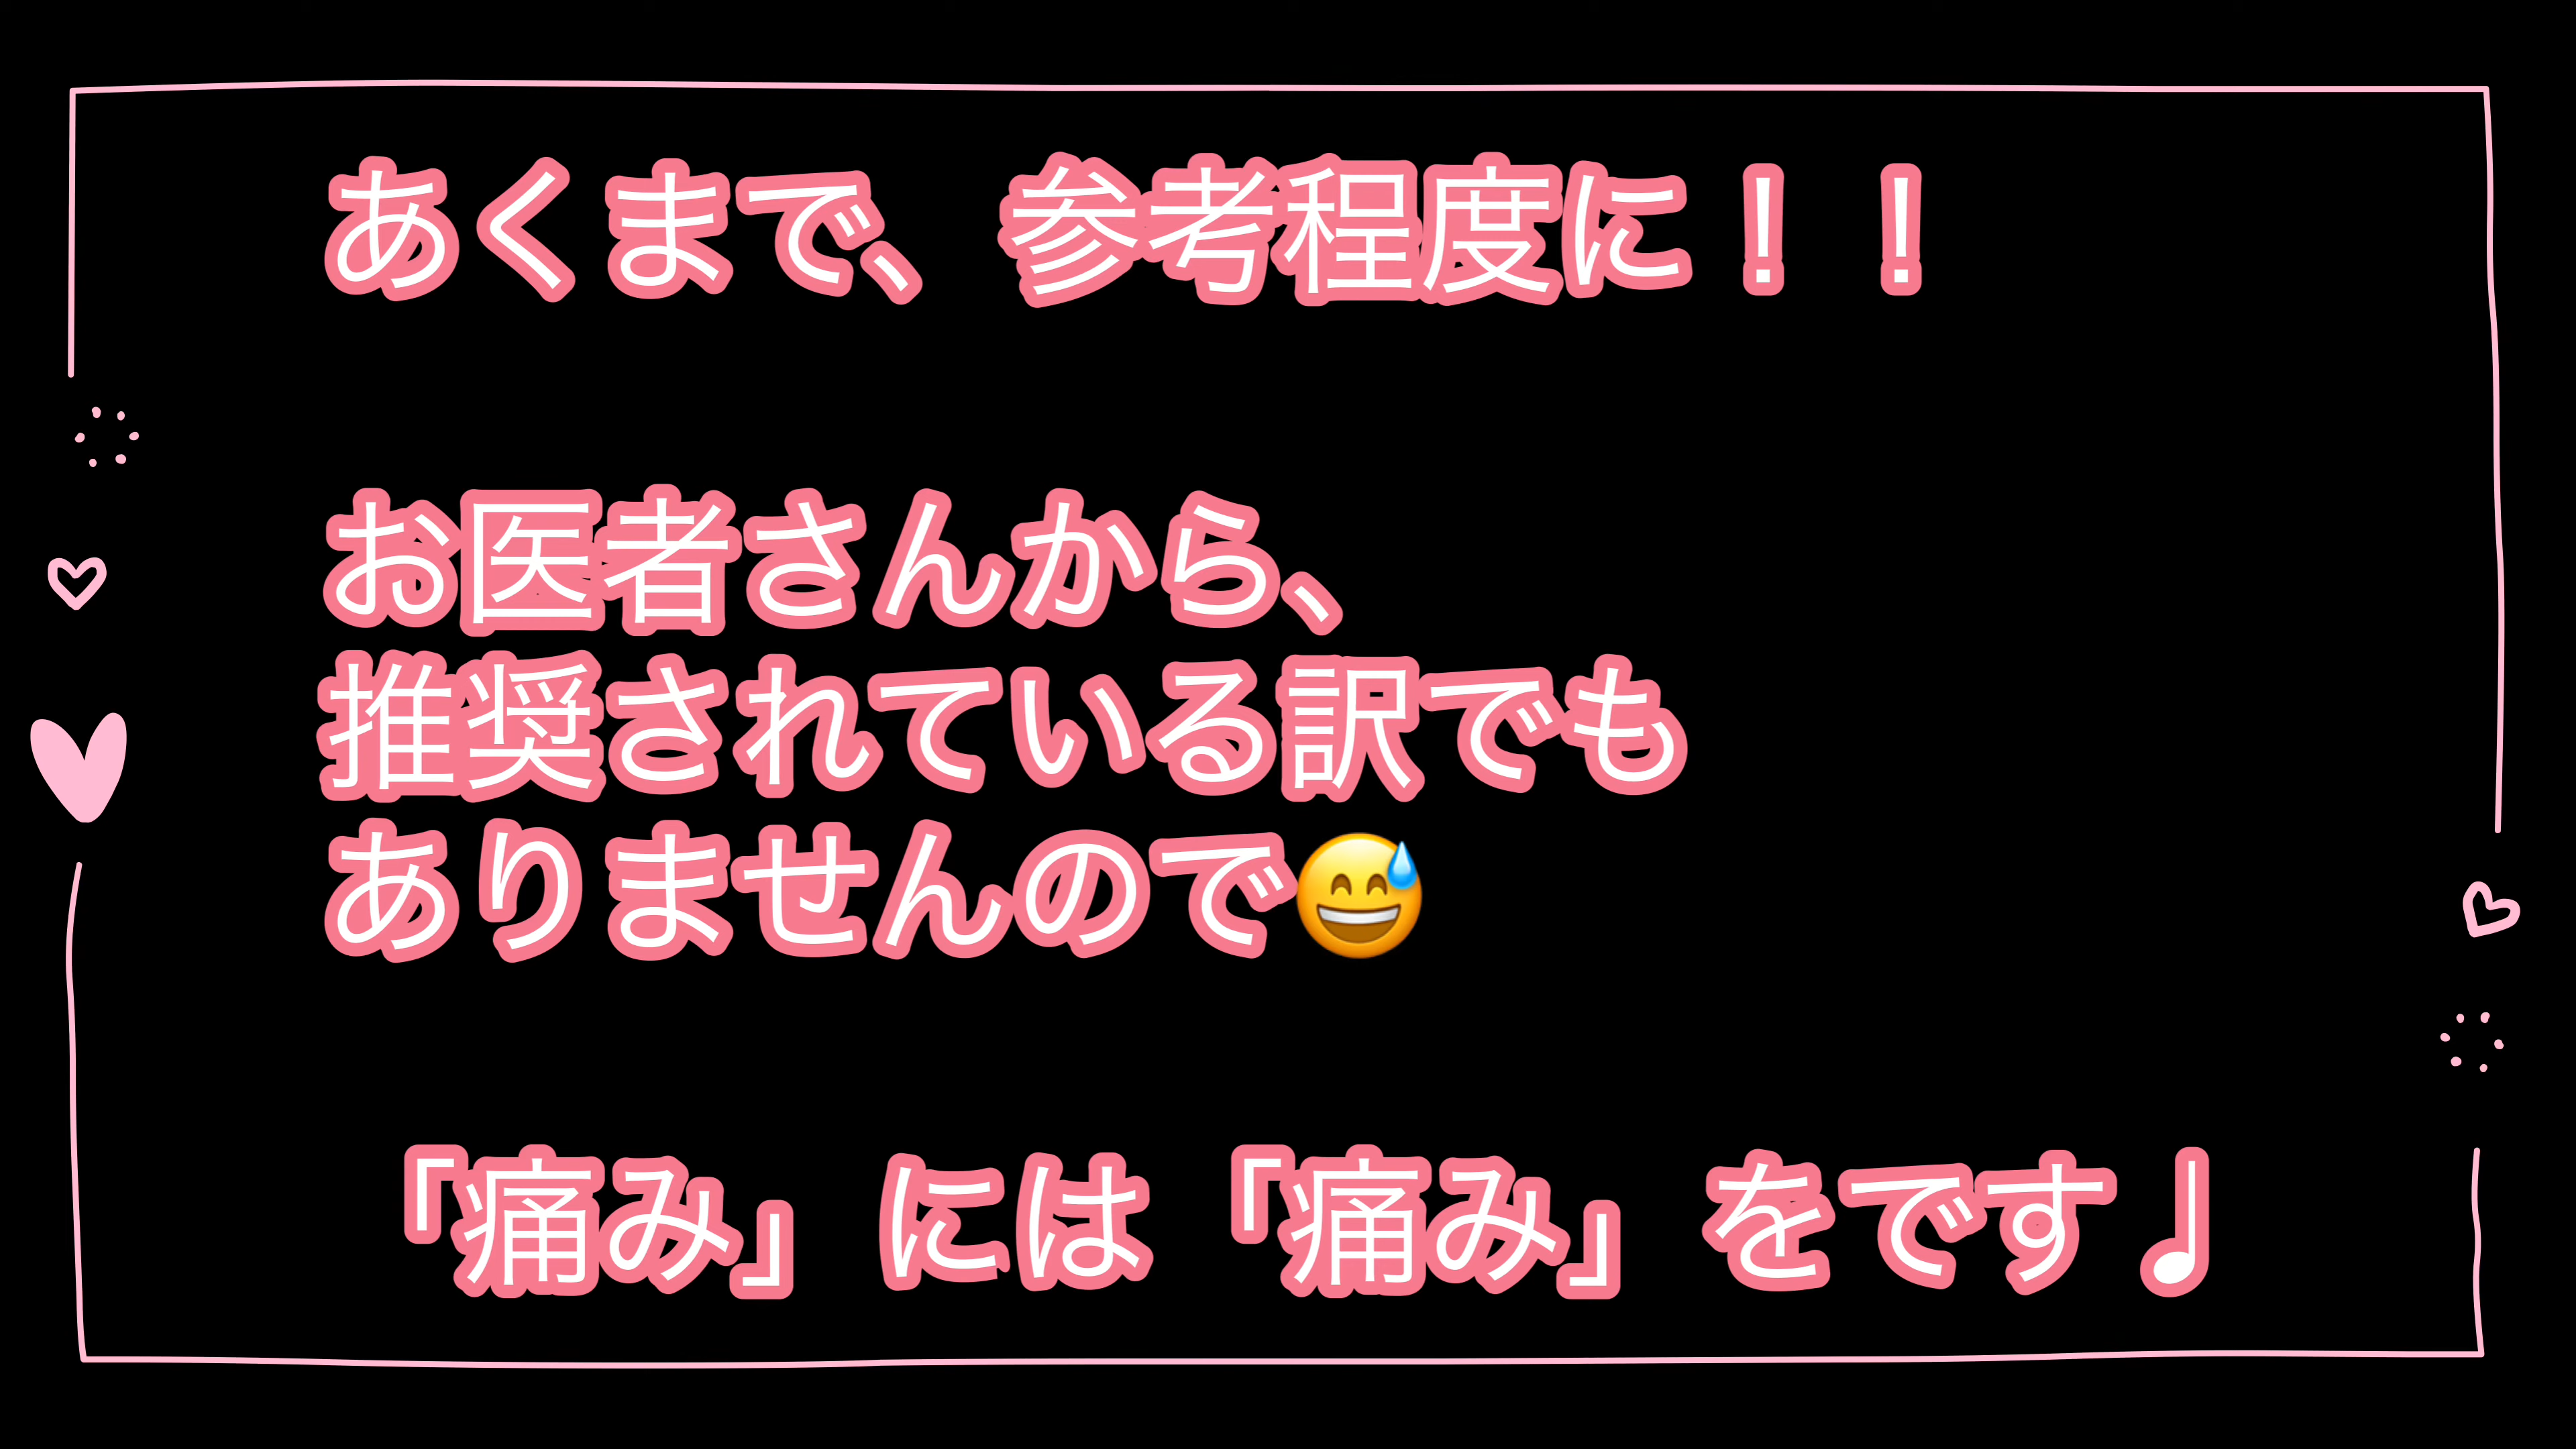 あくまで、参考程度に！！
お医者さんから、
推奨されている訳でも
ありませんので😅
「痛み」には「痛み」をです♩